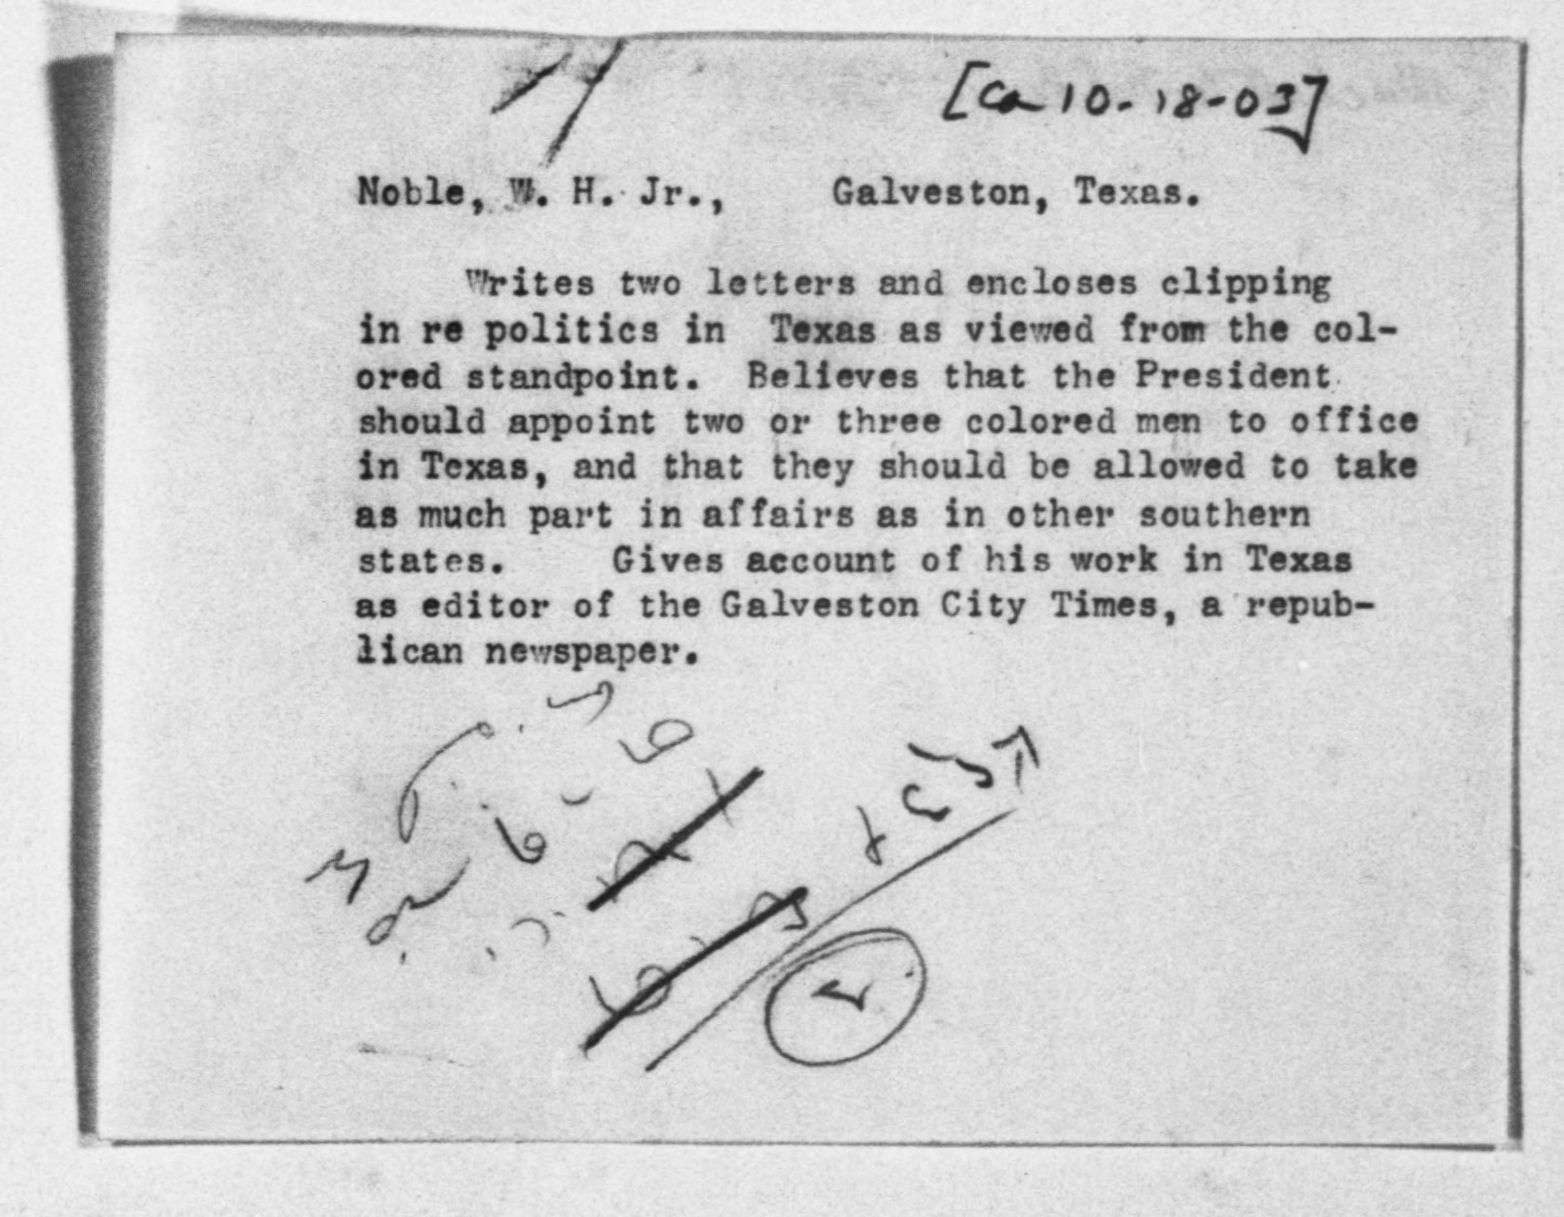 [Ca 10-18-03]
Noble, W. H. Jr., Galveston, Texas.
Writes two letters and encloses clipping
in re politics in Texas as viewed from the col-
ored standpoint. Believes that the President
should appoint two or three colored men to office
in Texas, and that they should be allowed to take
as much part in affairs as in other southern
states. Gives account of his work in Texas
as editor of the Galveston City Times, a repub-
lican newspaper.